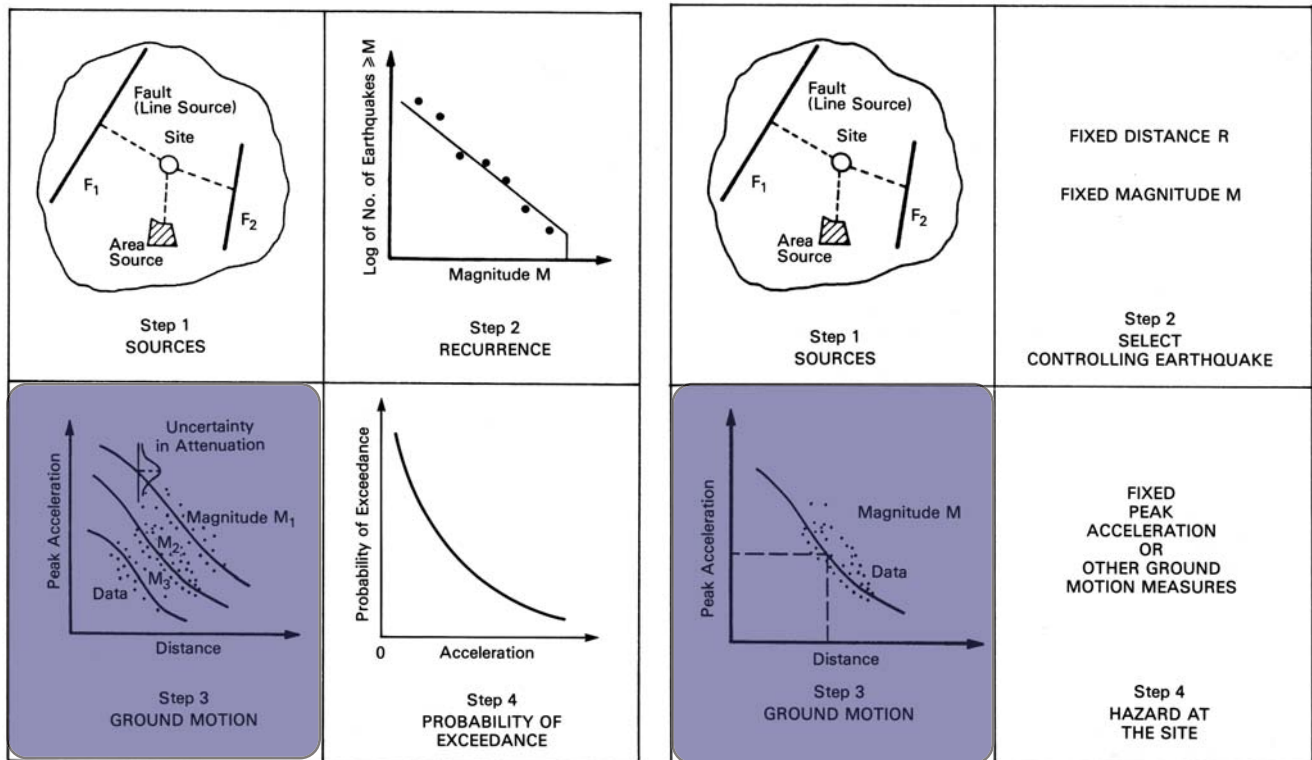 Fault
(Line Source)
Site
F1
F2
Area
Source
Step 1
SOURCES
Log of No. of Earthquakes ⩾ M
Magnitude M
Step 2
RECURRENCE
Uncertainty
in Attenuation
Peak Acceleration
Magnitude M1
M2
M3
Data
Distance
Step 3
GROUND MOTION
Probability of Exceedance
0
Acceleration
Step 4
PROBABILITY OF
EXCEEDANCE
Fault
(Line Source)
Site
F1
F2
Area
Source
Step 1
SOURCES
FIXED DISTANCE R
FIXED MAGNITUDE M
Step 2
SELECT
CONTROLLING EARTHQUAKE
Peak Acceleration
Magnitude M
Data
Distance
Step 3
GROUND MOTION
FIXED
PEAK
ACCELERATION
OR
OTHER GROUND
MOTION MEASURES
Step 4
HAZARD AT
THE SITE